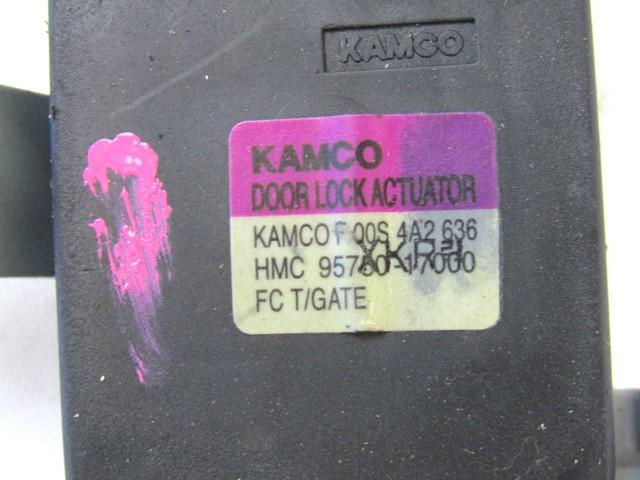 KAMCO
KAMCO
DOOR LOCK ACTUATOR
KAMCO F 00S 4A2 636
HMC 95750-17000
FC T/GATE